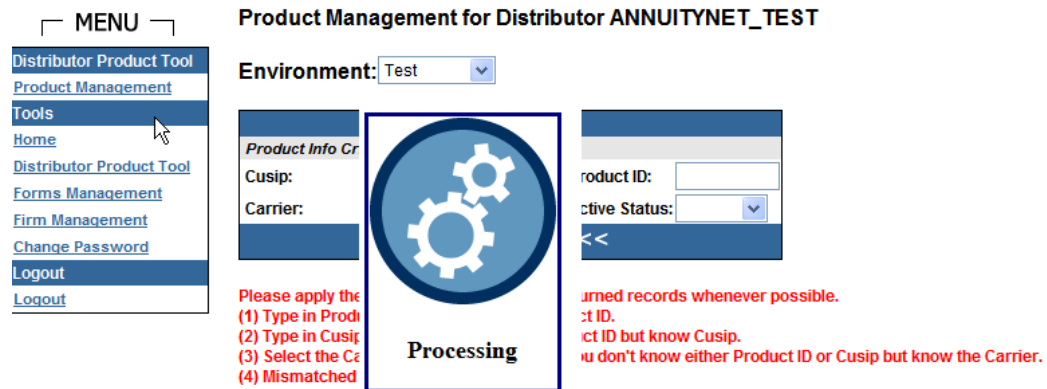 MENU
Distributor Product Tool
Product Management
Tools
Home
Distributor Product Tool
Forms Management
Firm Management
Change Password
Logout
Logout
Product Management for Distributor ANNUITYNET_TEST
Environment: Test
Product Info Cr
Cusip: roduct ID:
Carrier: ctive Status:
<<
Please apply the urned records whenever possible.
(1) Type in Produ ct ID.
(2) Type in Cusip ct ID but know Cusip.
(3) Select the Ca ou don't know either Product ID or Cusip but know the Carrier.
(4) Mismatched
Processing